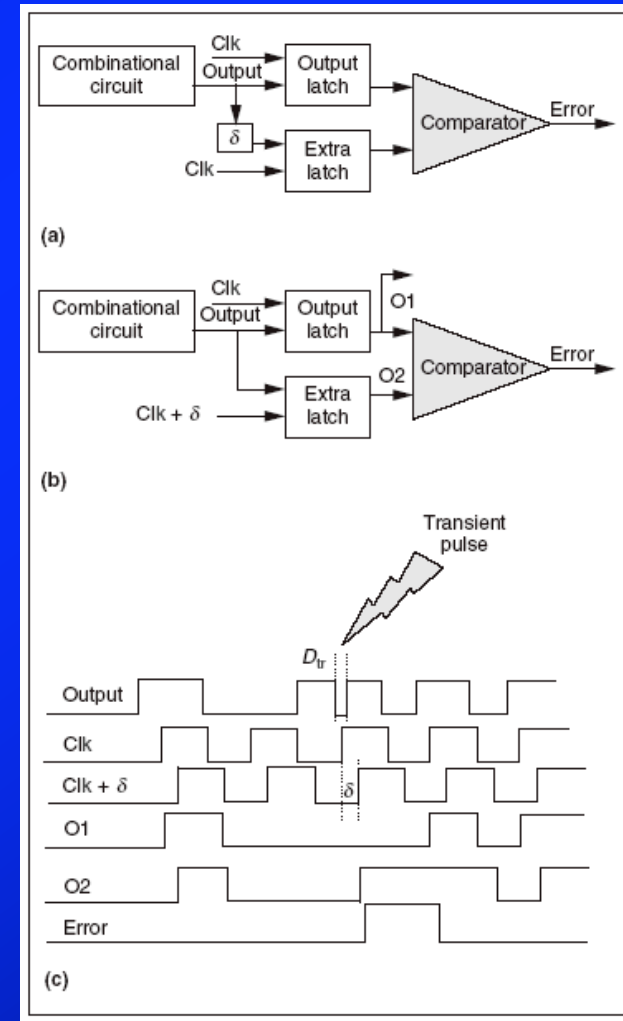 Clk
Combinational
circuit
Output
Output
latch
δ
Clk
Extra
latch
Comparator
Error
(a)
Clk
Combinational
circuit
Output
Output
latch
O1
Clk + δ
Extra
latch
O2
Comparator
Error
(b)
Transient
pulse
Dtr
Output
Clk
Clk + δ
δ
O1
O2
Error
(c)